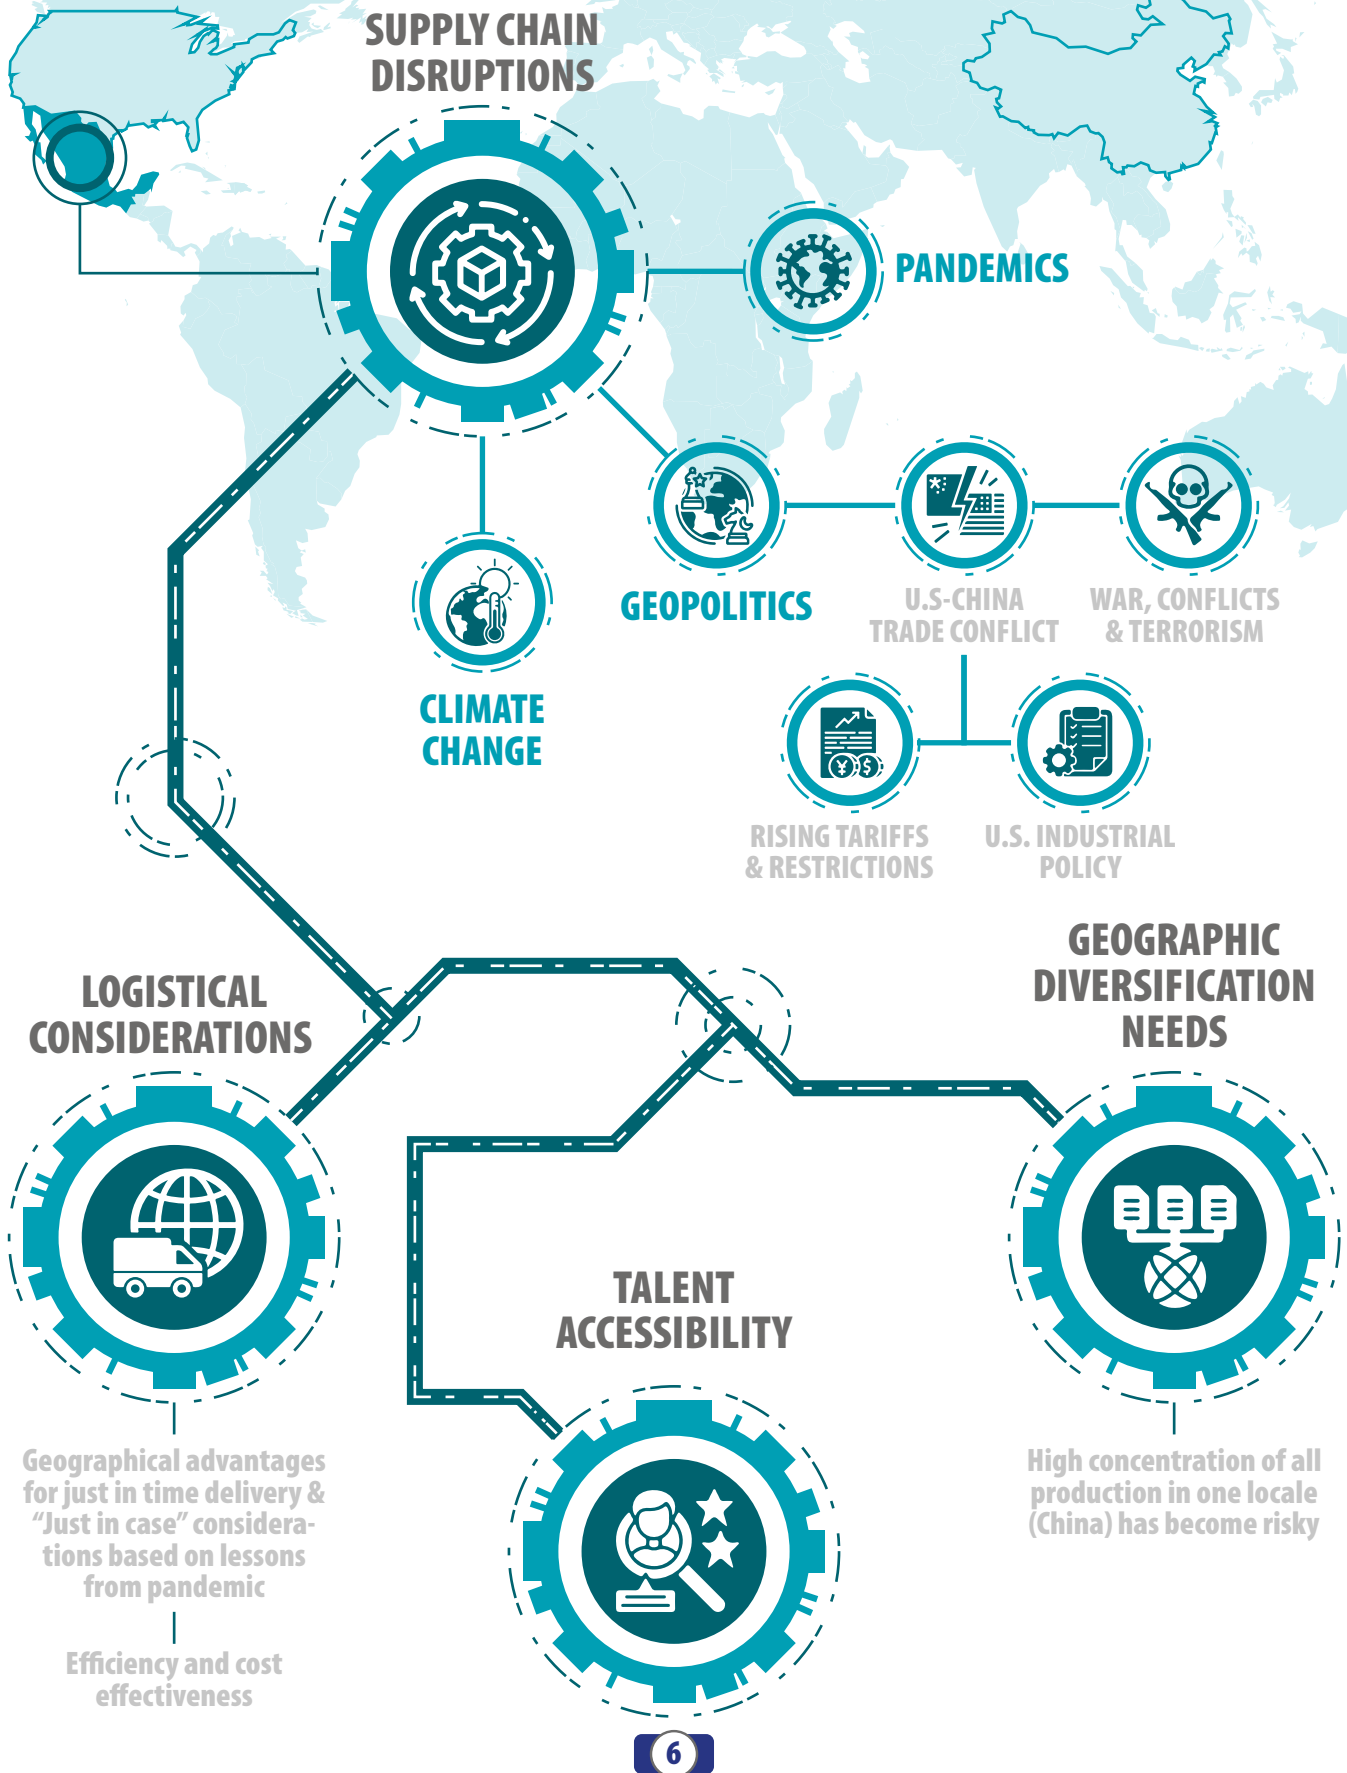 SUPPLY CHAIN
DISRUPTIONS
PANDEMICS
GEOPOLITICS
U.S-CHINA
TRADE CONFLICT
WAR, CONFLICTS
& TERRORISM
CLIMATE
CHANGE
RISING TARIFFS
& RESTRICTIONS
U.S. INDUSTRIAL
POLICY
LOGISTICAL
CONSIDERATIONS
GEOGRAPHIC
DIVERSIFICATION
NEEDS
TALENT
ACCESSIBILITY
Geographical advantages
for just in time delivery &
“Just in case” considera-
tions based on lessons
from pandemic
Efficiency and cost
effectiveness
High concentration of all
production in one locale
(China) has become risky
6